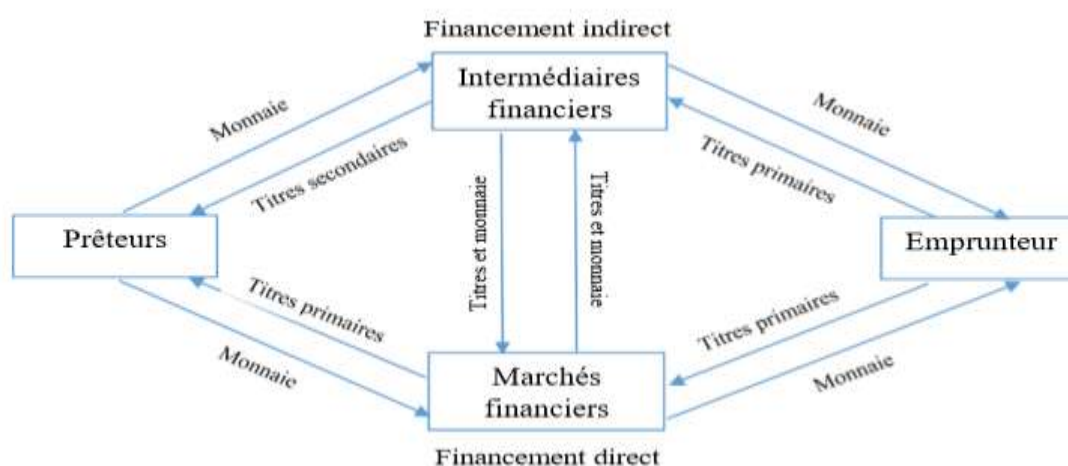 Financement indirect
Intermédiaires
financiers
Monnaie
Titres secondaires
Monnaie
Titres primaires
Prêteurs
Titres et monnaie
Titres et monnaie
Emprunteur
Titres primaires
Monnaie
Titres primaires
Monnaie
Marchés
financiers
Financement direct